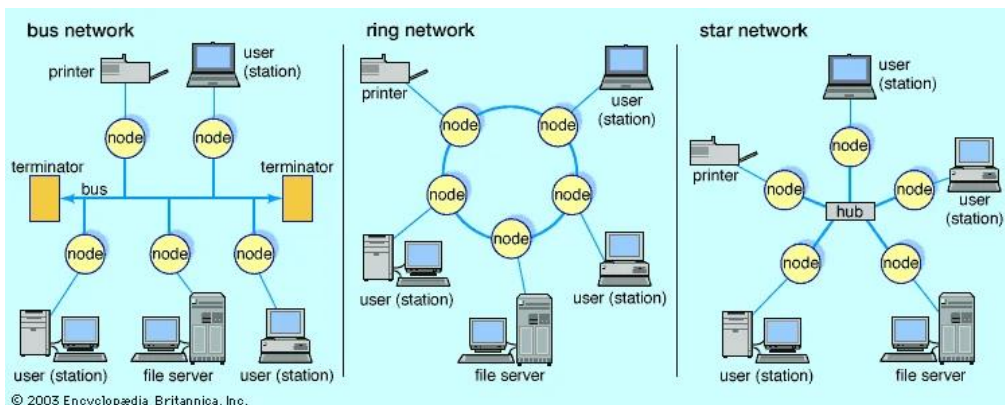 bus network
printer
user
(station)
node
node
terminator
terminator
bus
node
node
node
user (station)
file server
user (station)
ring network
printer
user
(station)
node
node
node
node
node
user (station)
user (station)
file server
star network
user
(station)
node
printer
node
node
user
(station)
hub
node
node
user (station)
file server
© 2003 Encyclopædia Britannica, Inc.